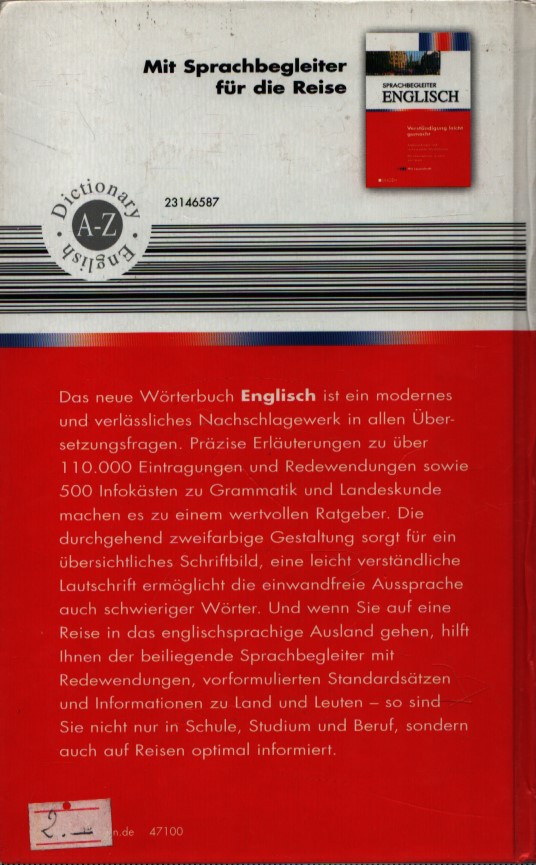 Mit Sprachbegleiter
für die Reise
SPRACHBEGLEITER
ENGLISCH
Verständigung leicht
gemacht
Dictionary
A-Z
English
23146587
Das neue Wörterbuch Englisch ist ein modernes
und verlässliches Nachschlagewerk in allen Über-
setzungsfragen. Präzise Erläuterungen zu über
110.000 Eintragungen und Redewendungen sowie
500 Infokästen zu Grammatik und Landeskunde
machen es zu einem wertvollen Ratgeber. Die
durchgehend zweifarbige Gestaltung sorgt für ein
übersichtliches Schriftbild, eine leicht verständliche
Lautschrift ermöglicht die einwandfreie Aussprache
auch schwieriger Wörter. Und wenn Sie auf eine
Reise in das englischsprachige Ausland gehen, hilft
Ihnen der beiliegende Sprachbegleiter mit
Redewendungen, vorformulierten Standardsätzen
und Informationen zu Land und Leuten – so sind
Sie nicht nur in Schule, Studium und Beruf, sondern
auch auf Reisen optimal informiert.
2.–
n.de 47100